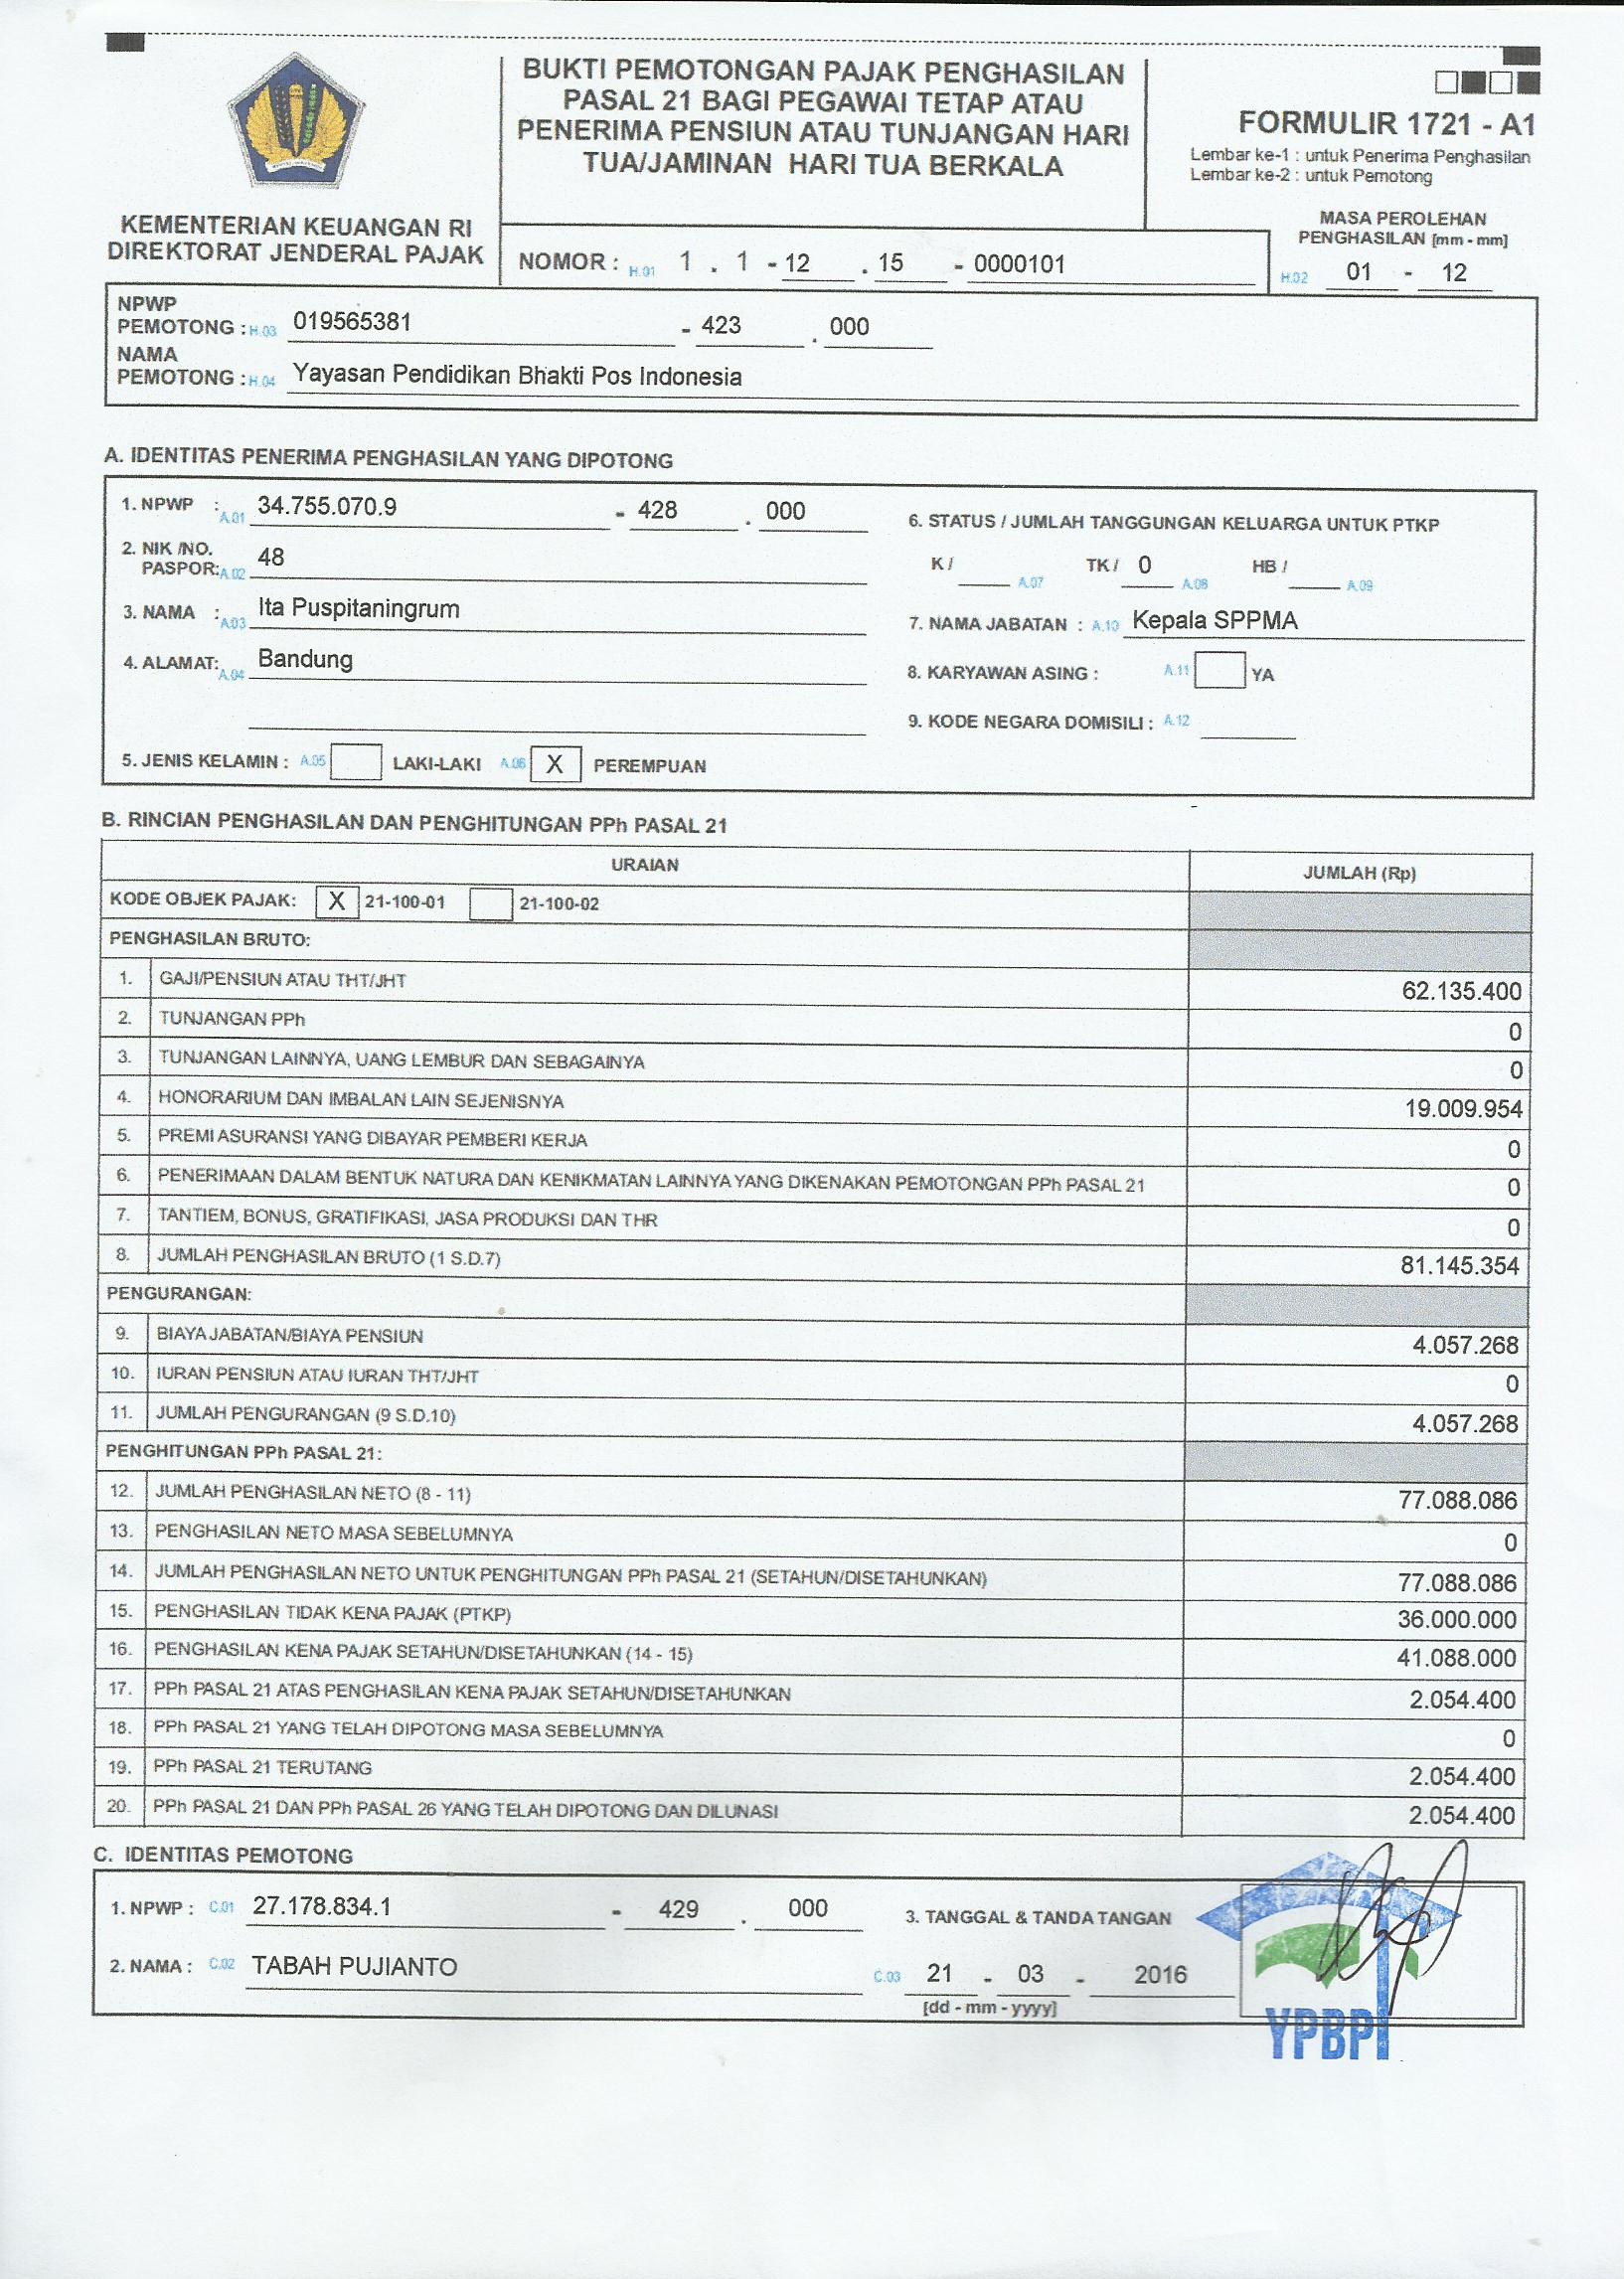 BUKTI PEMOTONGAN PAJAK PENGHASILAN
PASAL 21 BAGI PEGAWAI TETAP ATAU
PENERIMA PENSIUN ATAU TUNJANGAN HARI
TUA/JAMINAN HARI TUA BERKALA
FORMULIR 1721 - A1
Lembar ke-1 : untuk Penerima Penghasilan
Lembar ke-2 : untuk Pemotong
KEMENTERIAN KEUANGAN RI
DIREKTORAT JENDERAL PAJAK
MASA PEROLEHAN
PENGHASILAN [mm - mm]
NOMOR : H.01 1 . 1 - 12 . 15 - 0000101
H.02 01 - 12
NPWP
PEMOTONG : H.03 019565381 - 423 . 000
NAMA
PEMOTONG : H.04 Yayasan Pendidikan Bhakti Pos Indonesia
A. IDENTITAS PENERIMA PENGHASILAN YANG DIPOTONG
1. NPWP : A.01 34.755.070.9 - 428 . 000
2. NIK /NO.
PASPOR: A.02 48
3. NAMA : A.03 Ita Puspitaningrum
4. ALAMAT: A.04 Bandung
5. JENIS KELAMIN : A.05 LAKI-LAKI A.06 X PEREMPUAN
6. STATUS / JUMLAH TANGGUNGAN KELUARGA UNTUK PTKP
K / A.07 TK / 0 A.08 HB / A.09
7. NAMA JABATAN : A.10 Kepala SPPMA
8. KARYAWAN ASING : A.11 YA
9. KODE NEGARA DOMISILI : A.12
B. RINCIAN PENGHASILAN DAN PENGHITUNGAN PPh PASAL 21
URAIAN JUMLAH (Rp)
KODE OBJEK PAJAK: X 21-100-01 21-100-02
PENGHASILAN BRUTO:
1. GAJI/PENSIUN ATAU THT/JHT 62.135.400
2. TUNJANGAN PPh 0
3. TUNJANGAN LAINNYA, UANG LEMBUR DAN SEBAGAINYA 0
4. HONORARIUM DAN IMBALAN LAIN SEJENISNYA 19.009.954
5. PREMI ASURANSI YANG DIBAYAR PEMBERI KERJA 0
6. PENERIMAAN DALAM BENTUK NATURA DAN KENIKMATAN LAINNYA YANG DIKENAKAN PEMOTONGAN PPh PASAL 21 0
7. TANTIEM, BONUS, GRATIFIKASI, JASA PRODUKSI DAN THR 0
8. JUMLAH PENGHASILAN BRUTO (1 S.D.7) 81.145.354
PENGURANGAN:
9. BIAYA JABATAN/BIAYA PENSIUN 4.057.268
10. IURAN PENSIUN ATAU IURAN THT/JHT 0
11. JUMLAH PENGURANGAN (9 S.D.10) 4.057.268
PENGHITUNGAN PPh PASAL 21:
12. JUMLAH PENGHASILAN NETO (8 - 11) 77.088.086
13. PENGHASILAN NETO MASA SEBELUMNYA 0
14. JUMLAH PENGHASILAN NETO UNTUK PENGHITUNGAN PPh PASAL 21 (SETAHUN/DISETAHUNKAN) 77.088.086
15. PENGHASILAN TIDAK KENA PAJAK (PTKP) 36.000.000
16. PENGHASILAN KENA PAJAK SETAHUN/DISETAHUNKAN (14 - 15) 41.088.000
17. PPh PASAL 21 ATAS PENGHASILAN KENA PAJAK SETAHUN/DISETAHUNKAN 2.054.400
18. PPh PASAL 21 YANG TELAH DIPOTONG MASA SEBELUMNYA 0
19. PPh PASAL 21 TERUTANG 2.054.400
20. PPh PASAL 21 DAN PPh PASAL 26 YANG TELAH DIPOTONG DAN DILUNASI 2.054.400
C. IDENTITAS PEMOTONG
1. NPWP : C.01 27.178.834.1 - 429 . 000
2. NAMA : C.02 TABAH PUJIANTO
3. TANGGAL & TANDA TANGAN
C.03 21 - 03 - 2016
[dd - mm - yyyy]
YPBPI